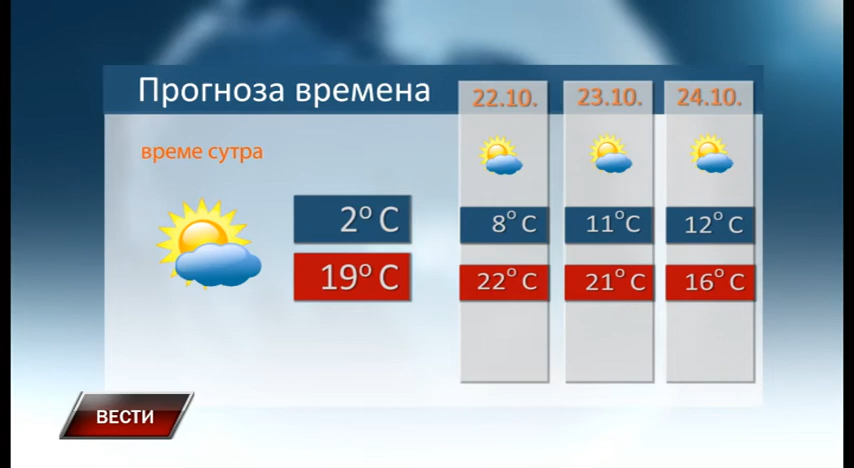 Прогноза времена
време сутра
2° C
19° C
22.10.
8° C
22° C
23.10.
11°C
21° C
24.10.
12° C
16° C
ВЕСТИ